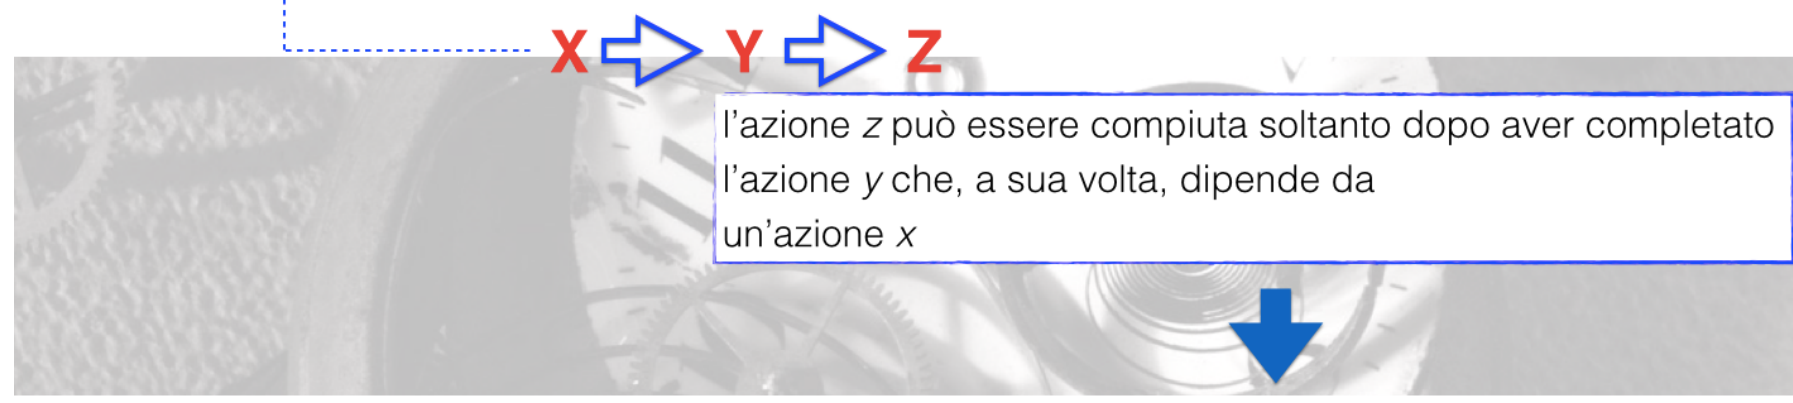 X Y Z
l'azione z può essere compiuta soltanto dopo aver completato
l'azione y che, a sua volta, dipende da
un'azione x